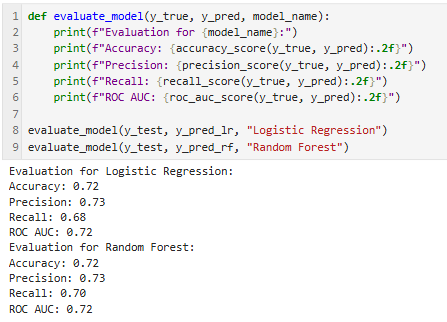 1 def evaluate_model(y_true, y_pred, model_name):
2     print(f"Evaluation for {model_name}:")
3     print(f"Accuracy: {accuracy_score(y_true, y_pred):.2f}")
4     print(f"Precision: {precision_score(y_true, y_pred):.2f}")
5     print(f"Recall: {recall_score(y_true, y_pred):.2f}")
6     print(f"ROC AUC: {roc_auc_score(y_true, y_pred):.2f}")
7
8 evaluate_model(y_test, y_pred_lr, "Logistic Regression")
9 evaluate_model(y_test, y_pred_rf, "Random Forest")
Evaluation for Logistic Regression:
Accuracy: 0.72
Precision: 0.73
Recall: 0.68
ROC AUC: 0.72
Evaluation for Random Forest:
Accuracy: 0.72
Precision: 0.73
Recall: 0.70
ROC AUC: 0.72